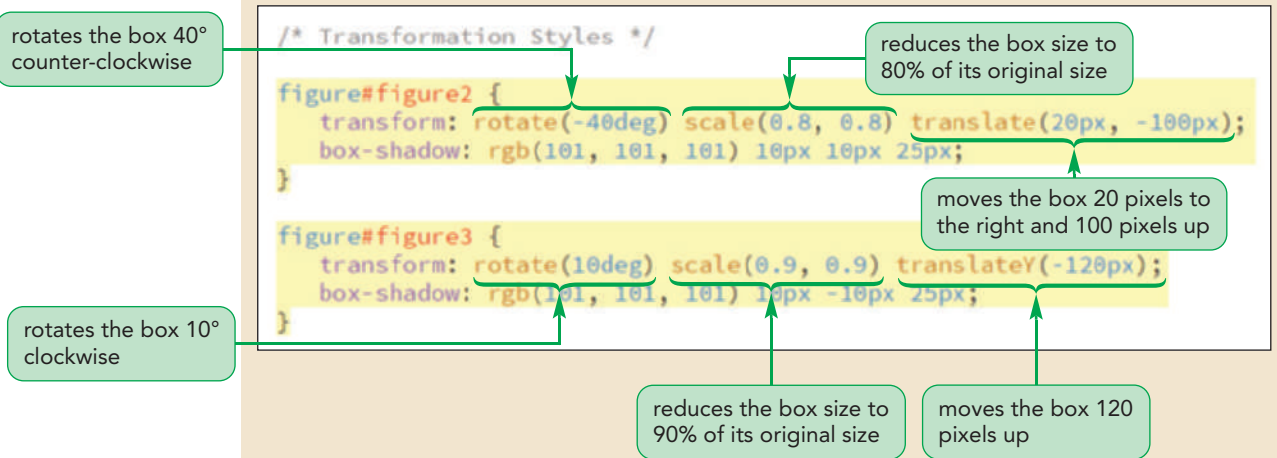 rotates the box 40°
counter-clockwise
/* Transformation Styles */
reduces the box size to
80% of its original size
figure#figure2 {
transform: rotate(-40deg) scale(0.8, 0.8) translate(20px, -100px);
box-shadow: rgb(101, 101, 101) 10px 10px 25px;
}
moves the box 20 pixels to
the right and 100 pixels up
figure#figure3 {
transform: rotate(10deg) scale(0.9, 0.9) translateY(-120px);
box-shadow: rgb(101, 101, 101) 10px -10px 25px;
}
rotates the box 10°
clockwise
reduces the box size to
90% of its original size
moves the box 120
pixels up